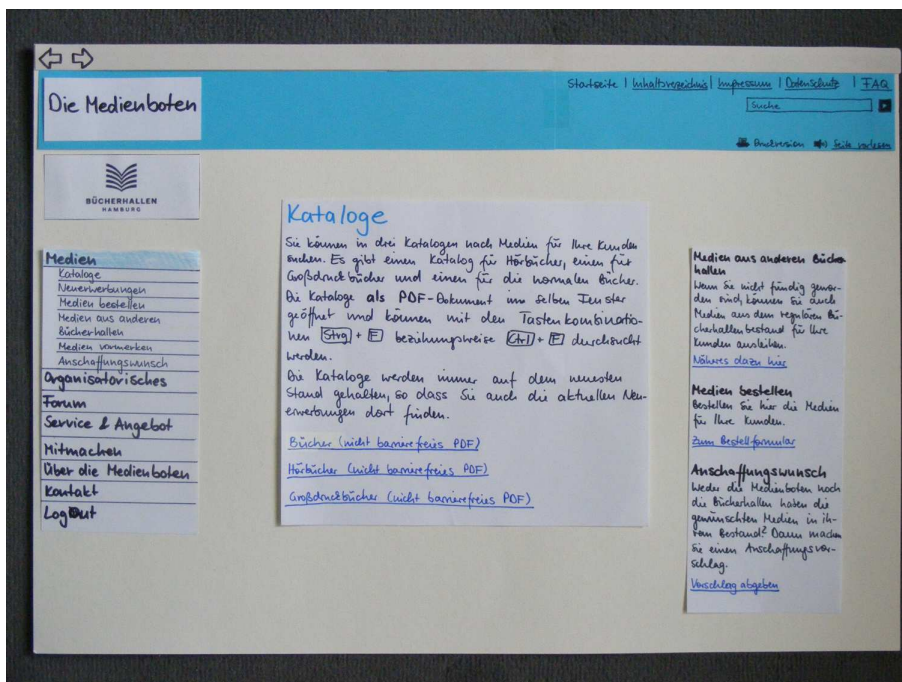 Die Medienboten
Startseite | Inhaltsverzeichnis | Impressum | Datenschutz | FAQ
Suche
Druckversion Seite vorlesen
BÜCHERHALLEN
HAMBURG
Medien
Kataloge
Neuerwerbungen
Medien bestellen
Medien aus anderen
Bücherhallen
Medien vormerken
Anschaffungswunsch
Organisatorisches
Forum
Service & Angebot
Mitmachen
Über die Medienboten
Kontakt
LogOut
Kataloge
Sie können in drei Katalogen nach Medien für Ihre Kunden
suchen. Es gibt einen Katalog für Hörbücher, einen für
Großdruckbücher und einen für die normalen Bücher.
Die Kataloge als PDF-Dokument im selben Fenster
geöffnet und können mit den Tastenkombinatio-
nen Strg + F beziehungsweise Ctrl + F durchsucht
werden.
Die Kataloge werden immer auf dem neuesten
Stand gehalten, so dass Sie auch die aktuellen Neu-
erwerbungen dort finden.
Bücher (nicht barrierefreies PDF)
Hörbücher (nicht barrierefreies PDF)
Großdruckbücher (nicht barrierefreies PDF)
Medien aus anderen Bücher
hallen
Wenn Sie nicht fündig gewor-
den sind, können Sie auch
Medien aus dem regulären Bü-
cherhallenbestand für Ihre
Kunden ausleihen.
Näheres dazu hier
Medien bestellen
Bestellen Sie hier die Medien
für Ihre Kunden.
Zum Bestellformular
Anschaffungswunsch
Weder die Medienboten noch
die Bücherhallen haben die
gewünschten Medien in ih-
rem Bestand? Dann machen
Sie einen Anschaffungsvor-
schlag.
Vorschlag abgeben